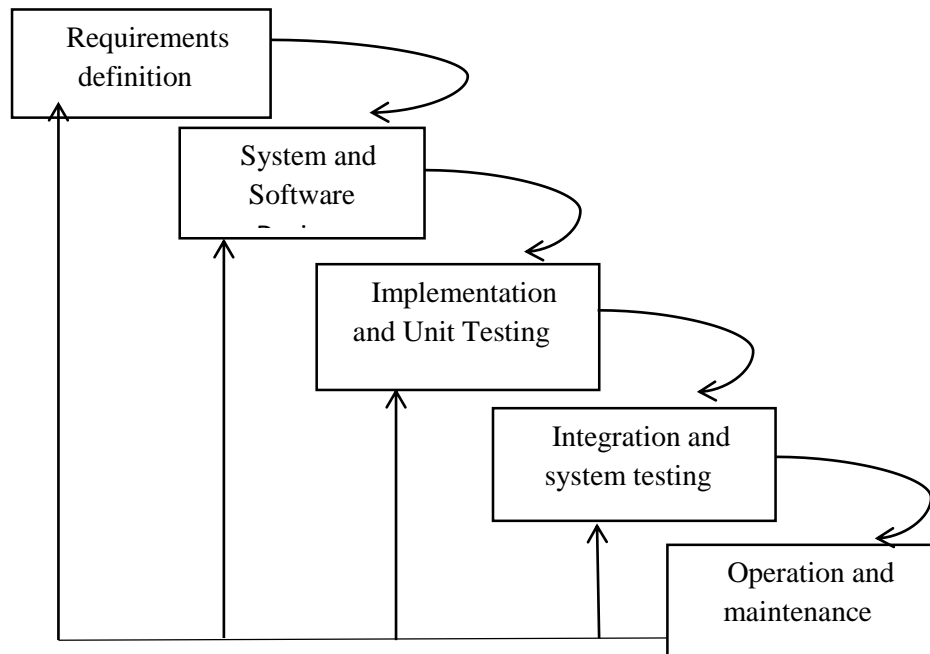 Requirements
definition
System and
Software
Implementation
and Unit Testing
Integration and
system testing
Operation and
maintenance